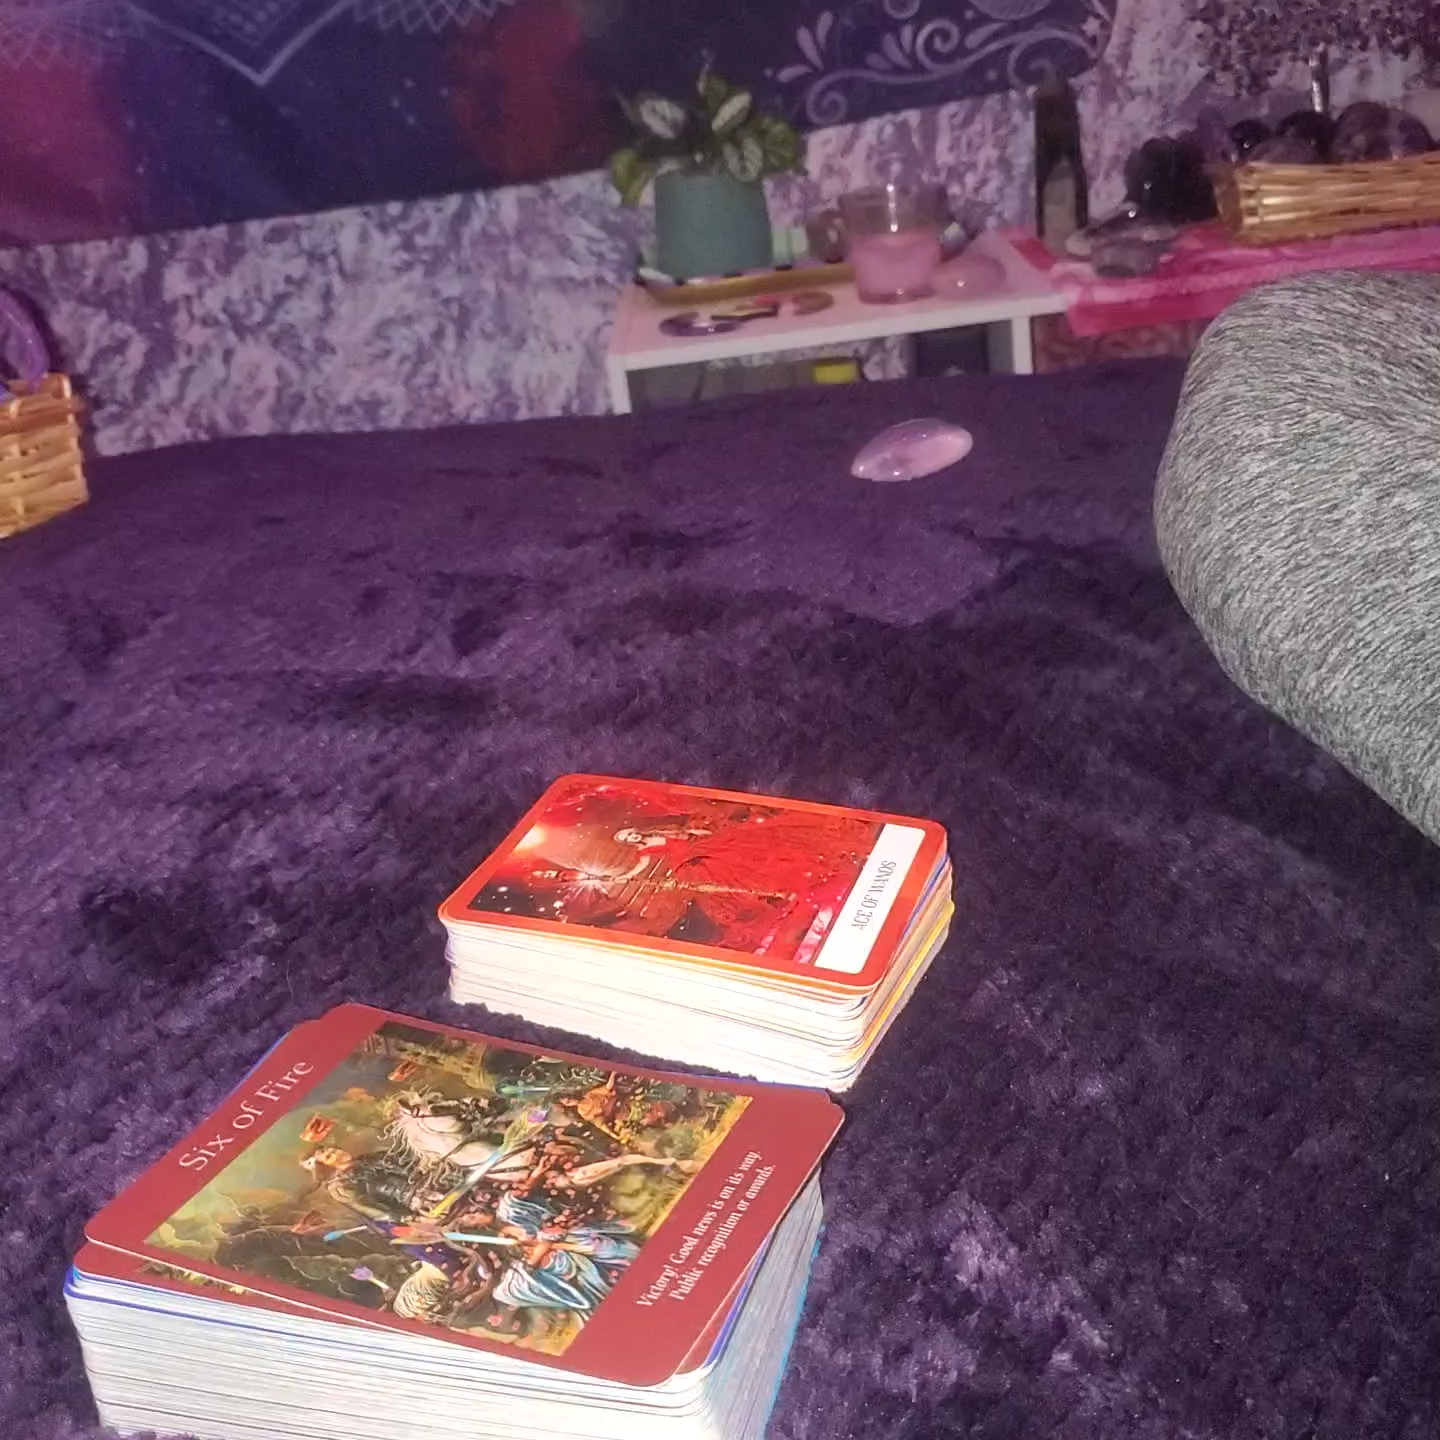 ACE OF WANDS
Six of Fire
Victory! Good news is on its way.
Public recognition or awards.